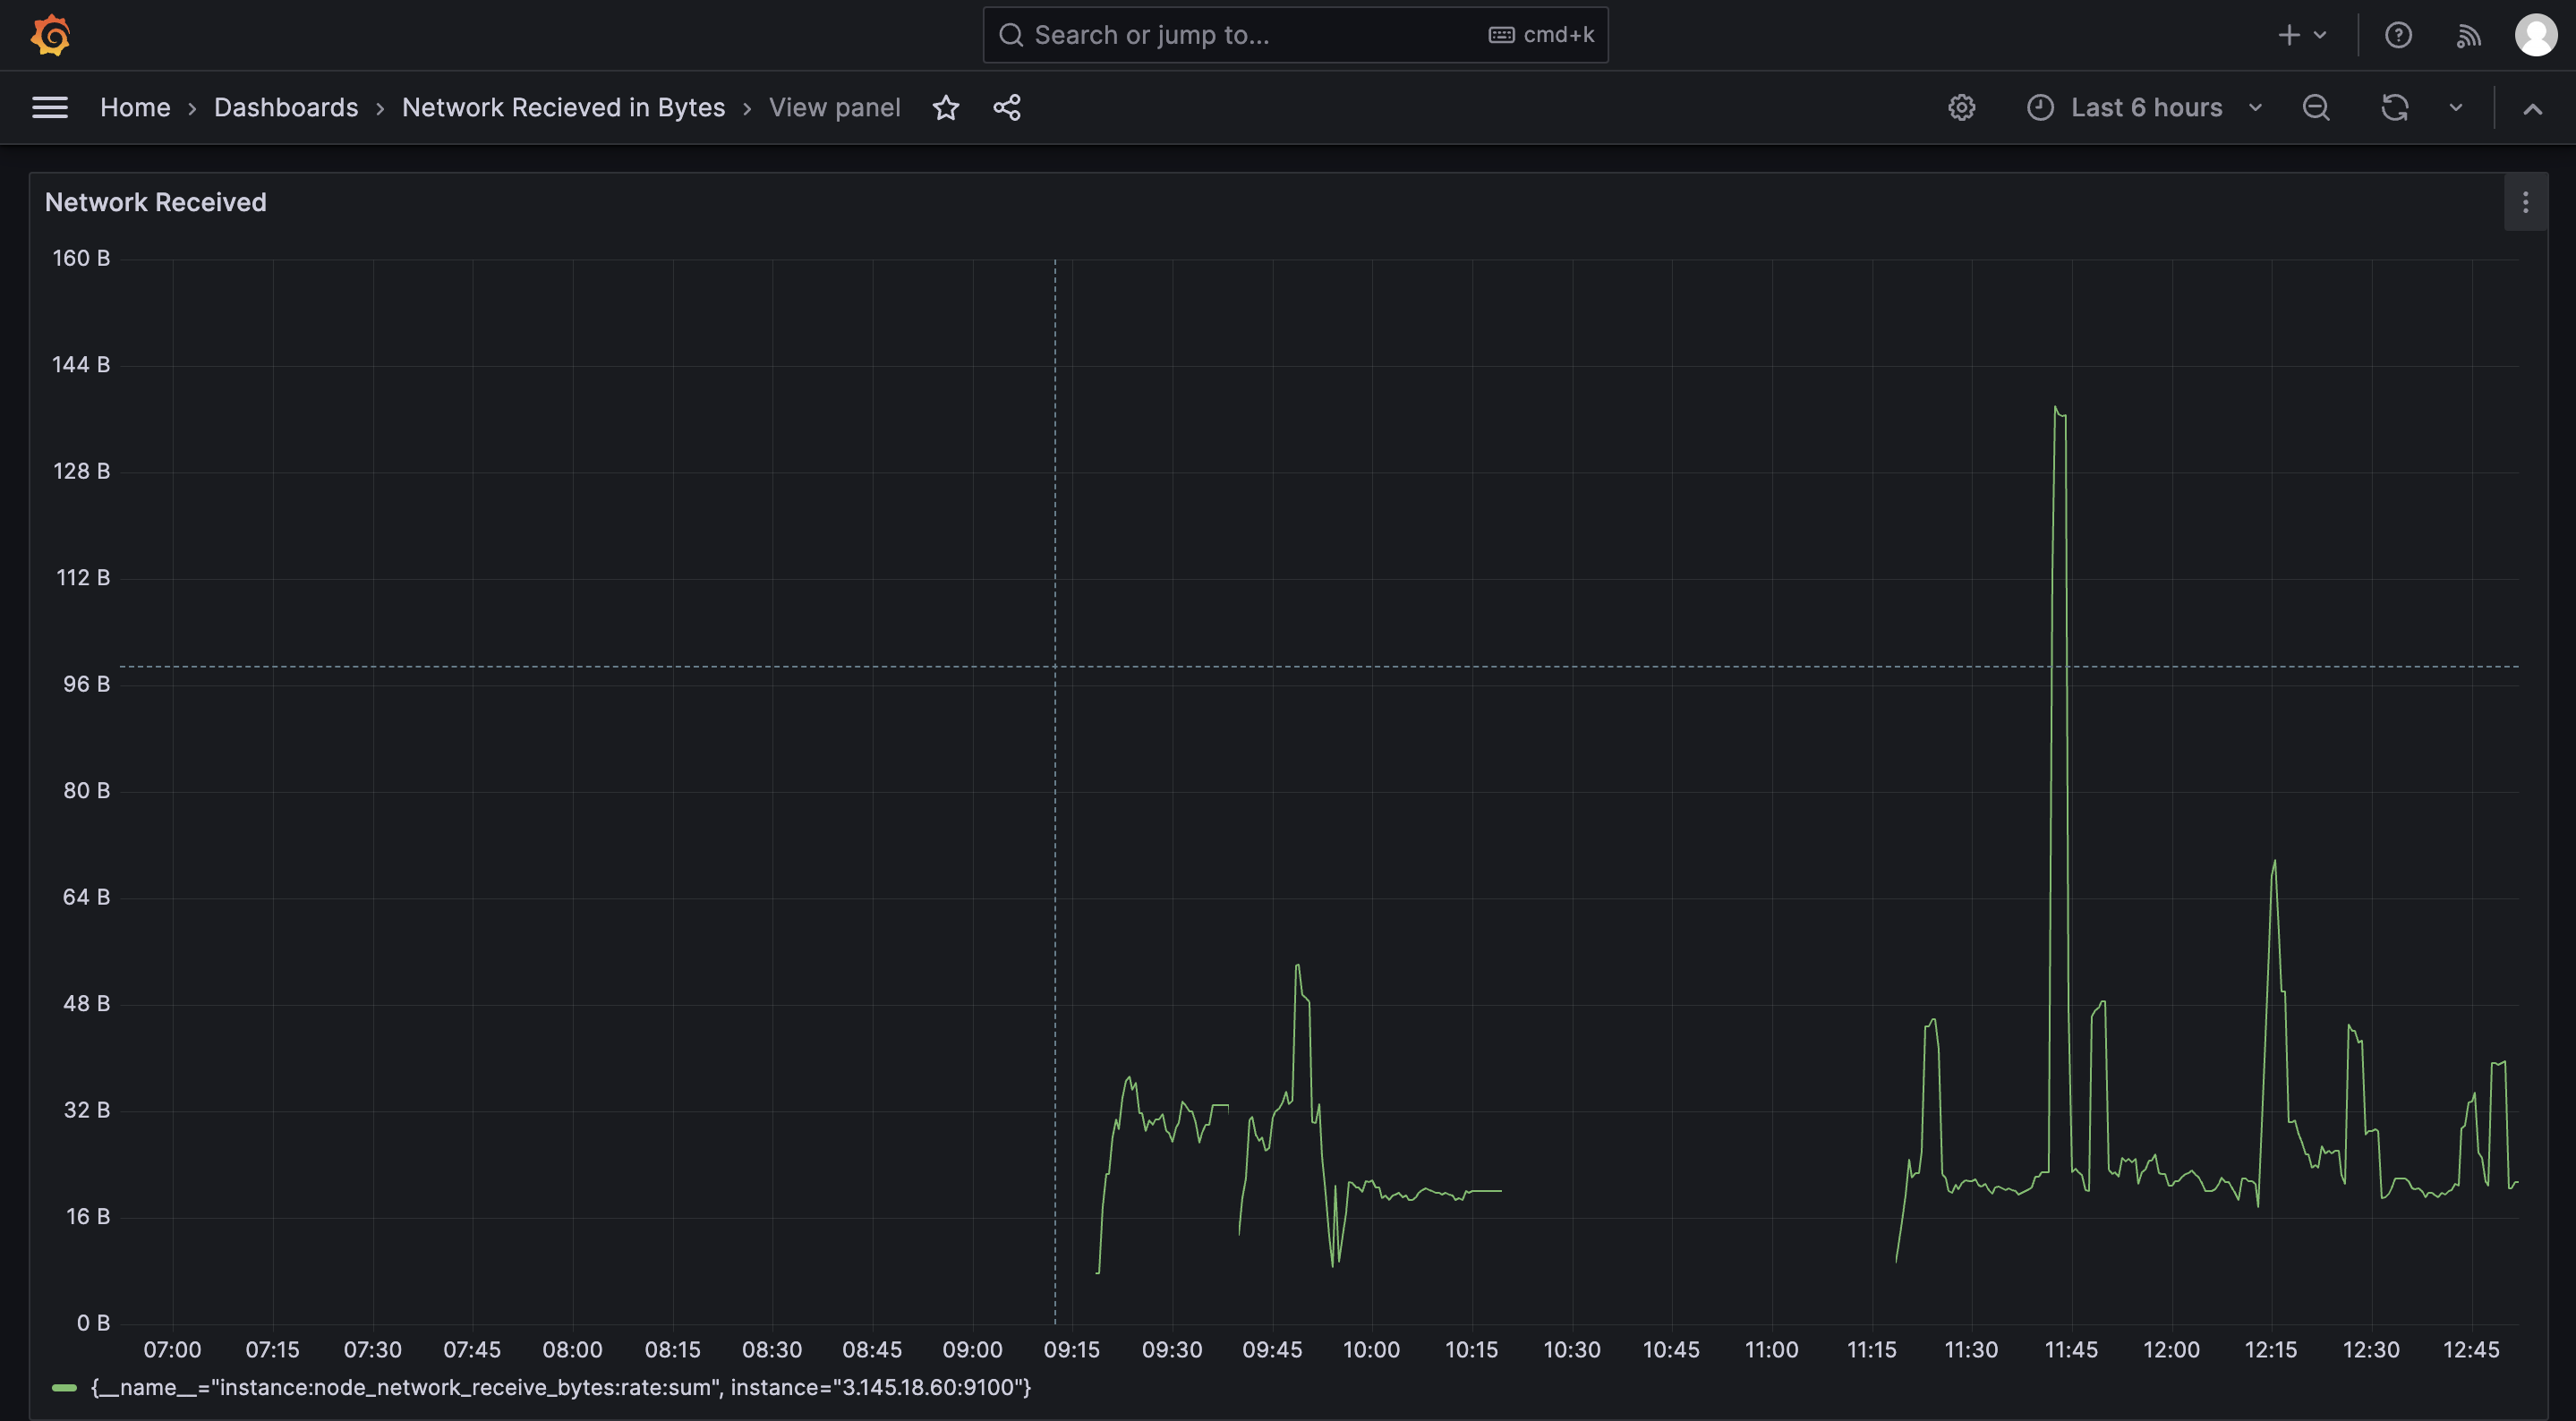 Search or jump to... cmd+k
Home › Dashboards › Network Recieved in Bytes › View panel Last 6 hours
Network Received
160 B
144 B
128 B
112 B
96 B
80 B
64 B
48 B
32 B
16 B
0 B
07:00 07:15 07:30 07:45 08:00 08:15 08:30 08:45 09:00 09:15 09:30 09:45 10:00 10:15 10:30 10:45 11:00 11:15 11:30 11:45 12:00 12:15 12:30 12:45
{__name__="instance:node_network_receive_bytes:rate:sum", instance="3.145.18.60:9100"}